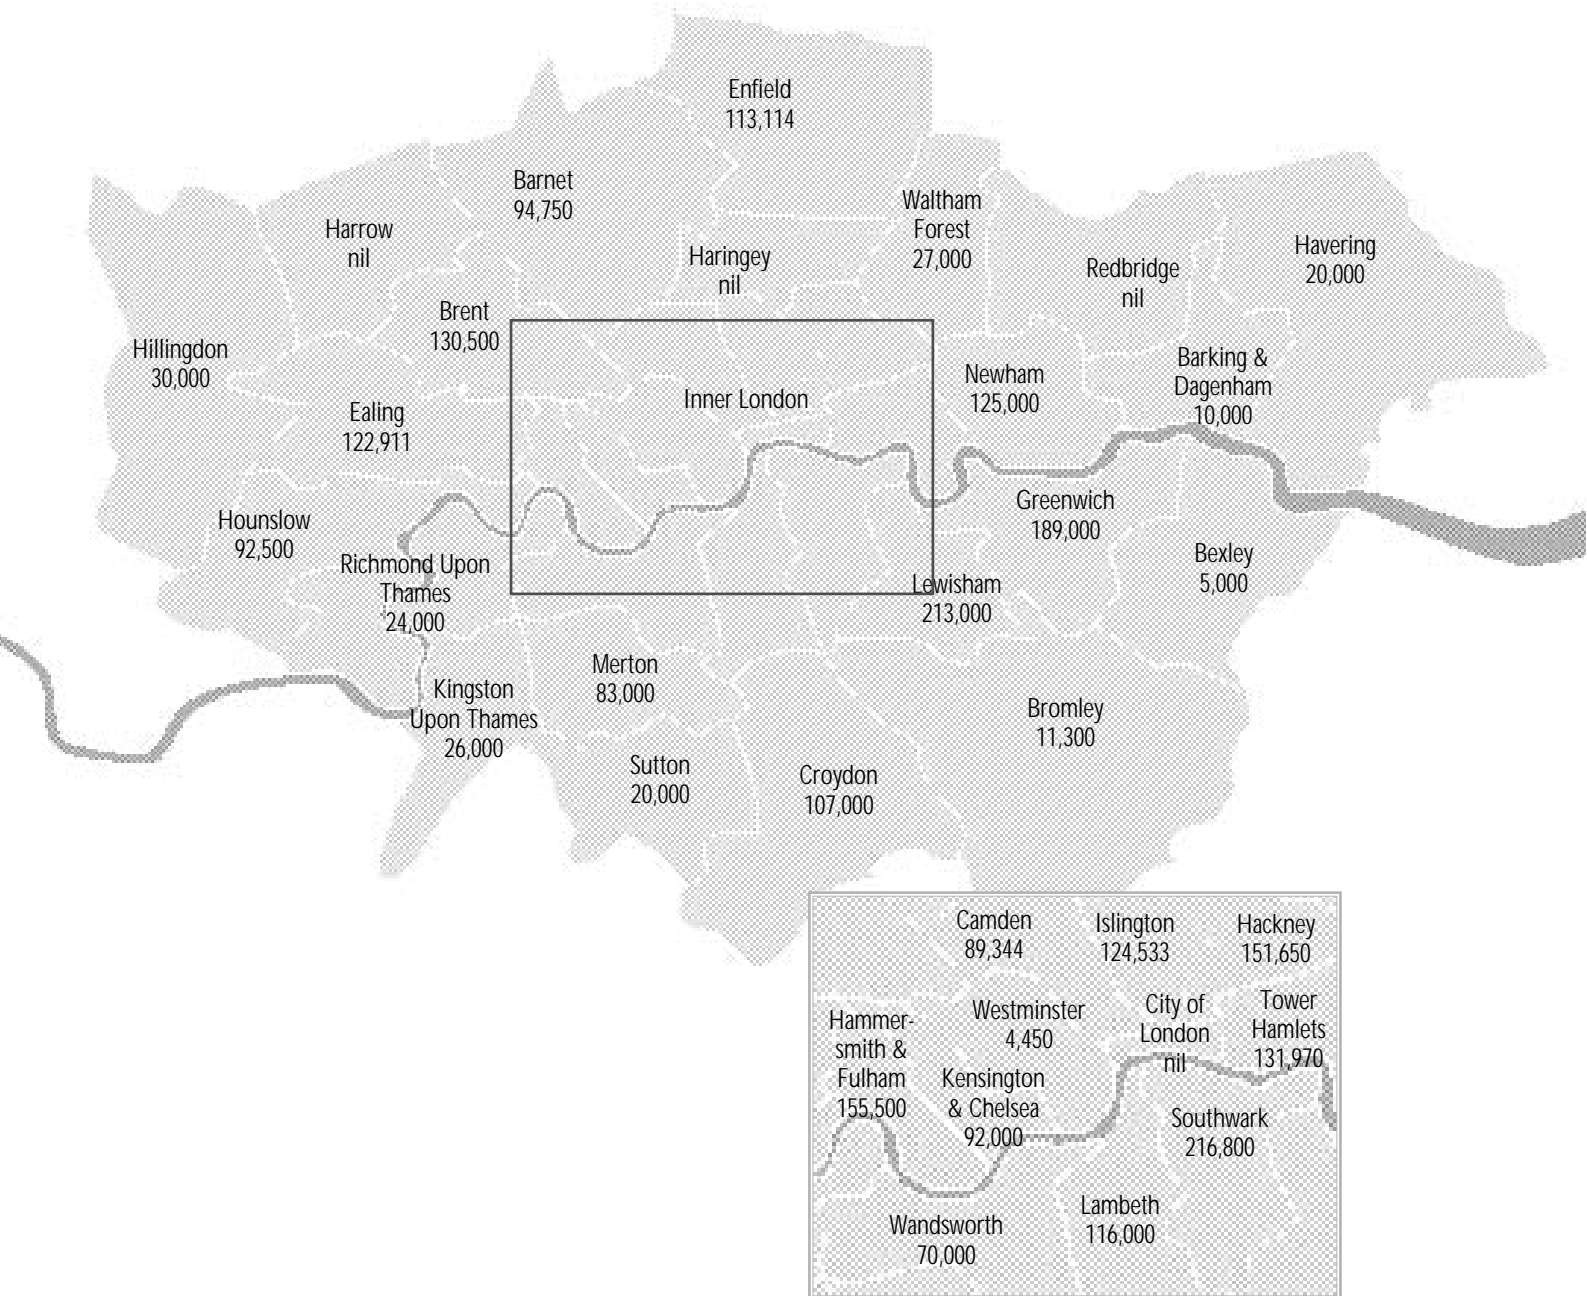 Enfield
113,114
Barnet
94,750
Waltham
Forest
27,000
Harrow
nil
Haringey
nil
Redbridge
nil
Havering
20,000
Brent
130,500
Hillingdon
30,000
Inner London
Newham
125,000
Barking &
Dagenham
10,000
Ealing
122,911
Hounslow
92,500
Greenwich
189,000
Richmond Upon
Thames
24,000
Lewisham
213,000
Bexley
5,000
Merton
83,000
Kingston
Upon Thames
26,000
Bromley
11,300
Sutton
20,000
Croydon
107,000
Camden
89,344
Islington
124,533
Hackney
151,650
Hammer-
smith &
Fulham
155,500
Westminster
4,450
City of
London
nil
Tower
Hamlets
131,970
Kensington
& Chelsea
92,000
Southwark
216,800
Wandsworth
70,000
Lambeth
116,000